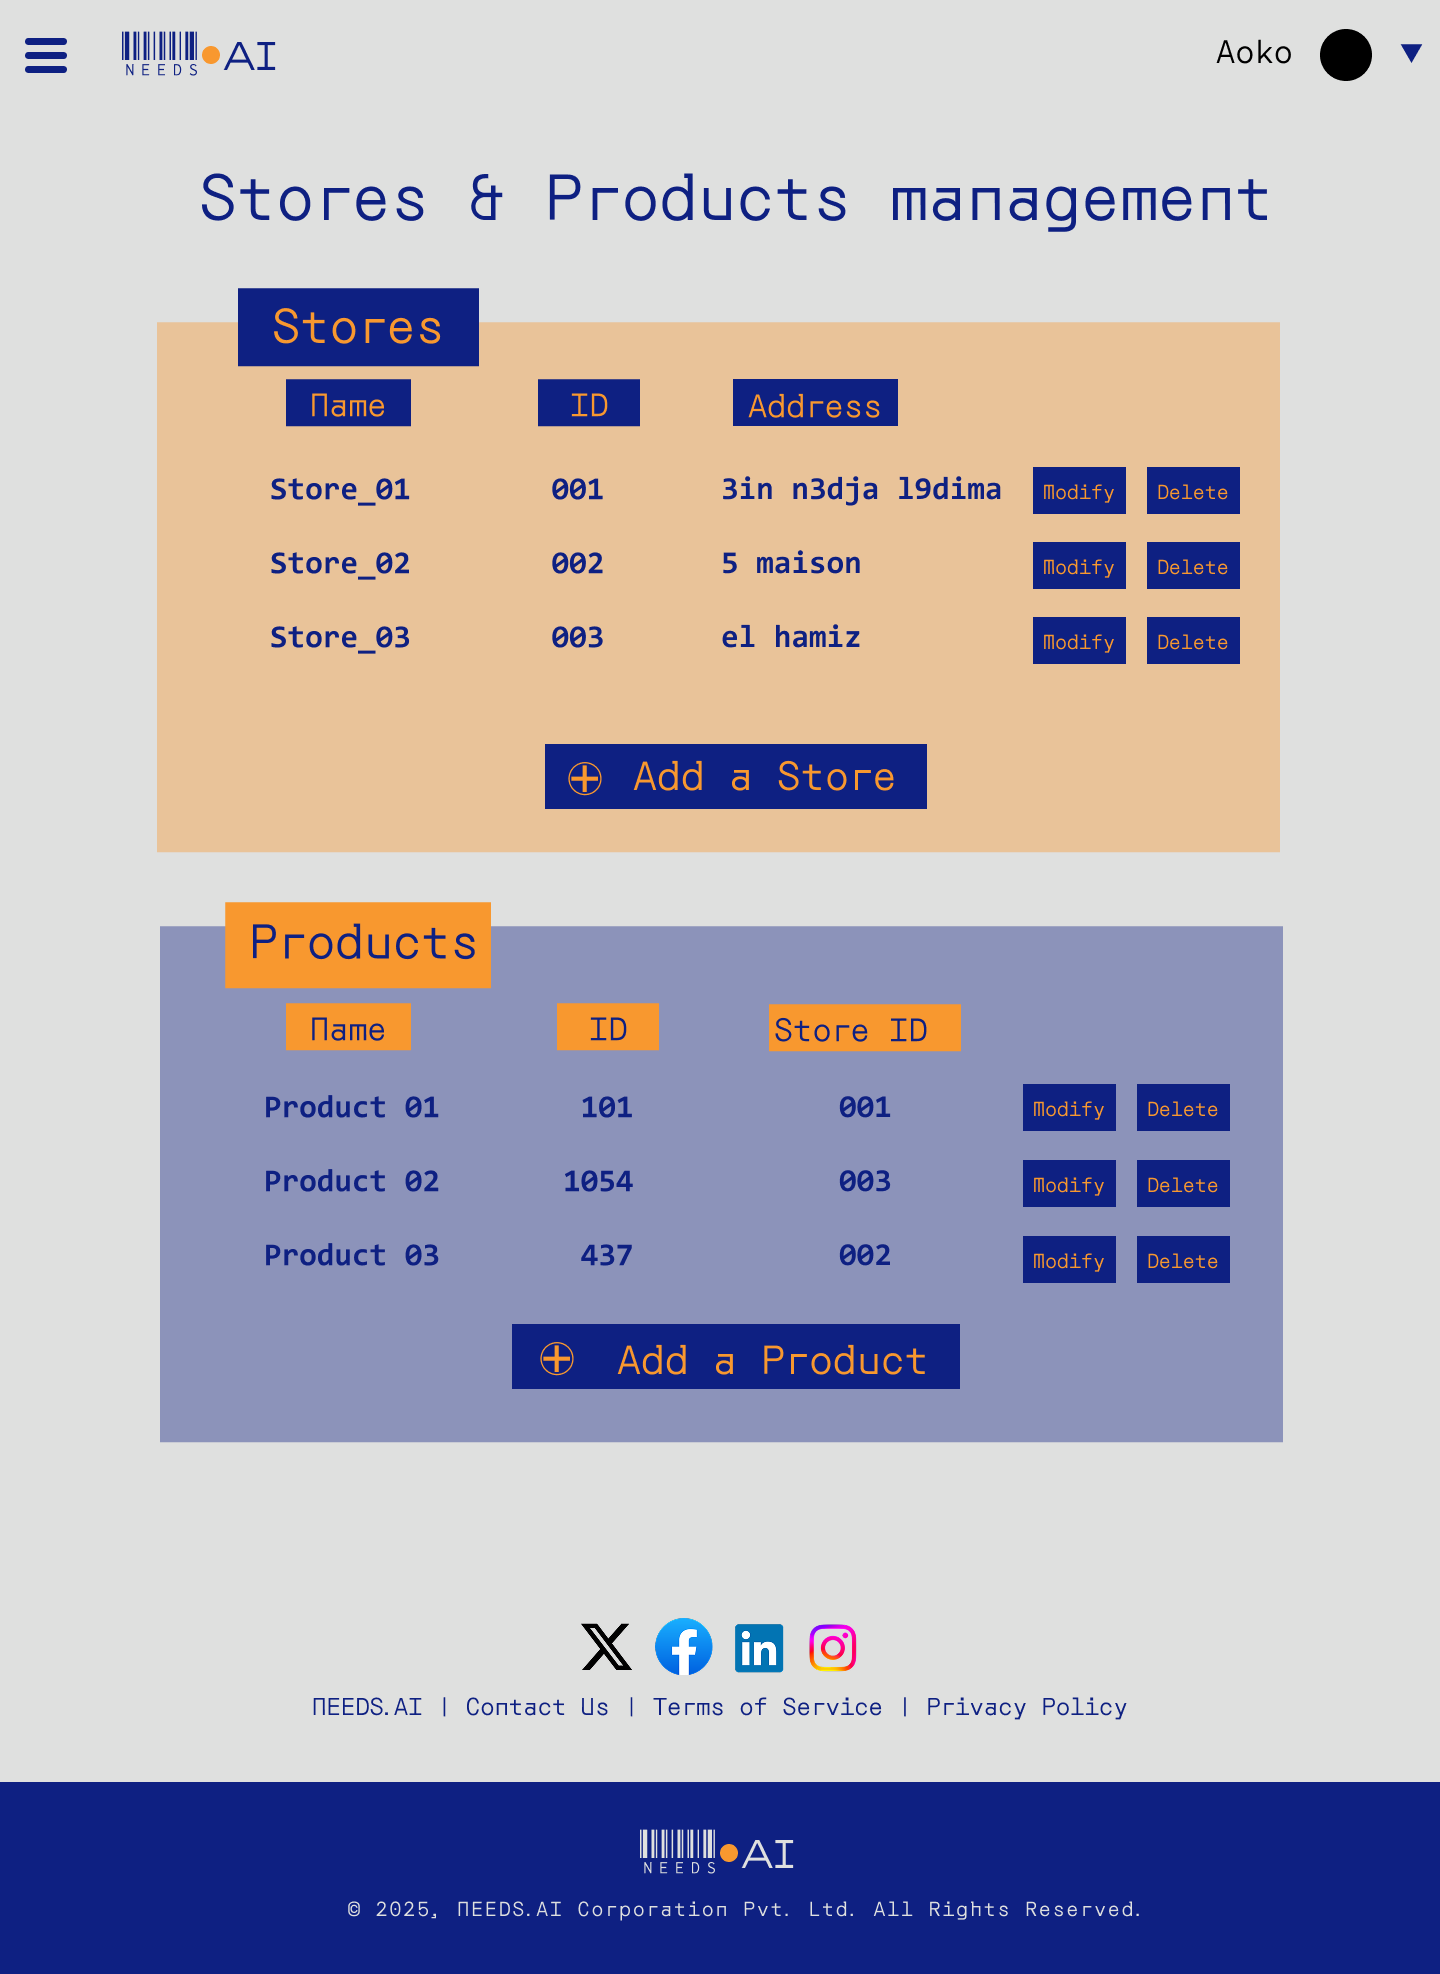 NEEDS AI Aoko
Stores & Products management
Stores
Name ID Address
Store_01 001 3in n3dja l9dima Modify Delete
Store_02 002 5 maison Modify Delete
Store_03 003 el hamiz Modify Delete
Add a Store
Products
Name ID Store ID
Product 01 101 001 Modify Delete
Product 02 1054 003 Modify Delete
Product 03 437 002 Modify Delete
Add a Product
NEEDS.AI | Contact Us | Terms of Service | Privacy Policy
NEEDS AI
© 2025, NEEDS.AI Corporation Pvt. Ltd. All Rights Reserved.